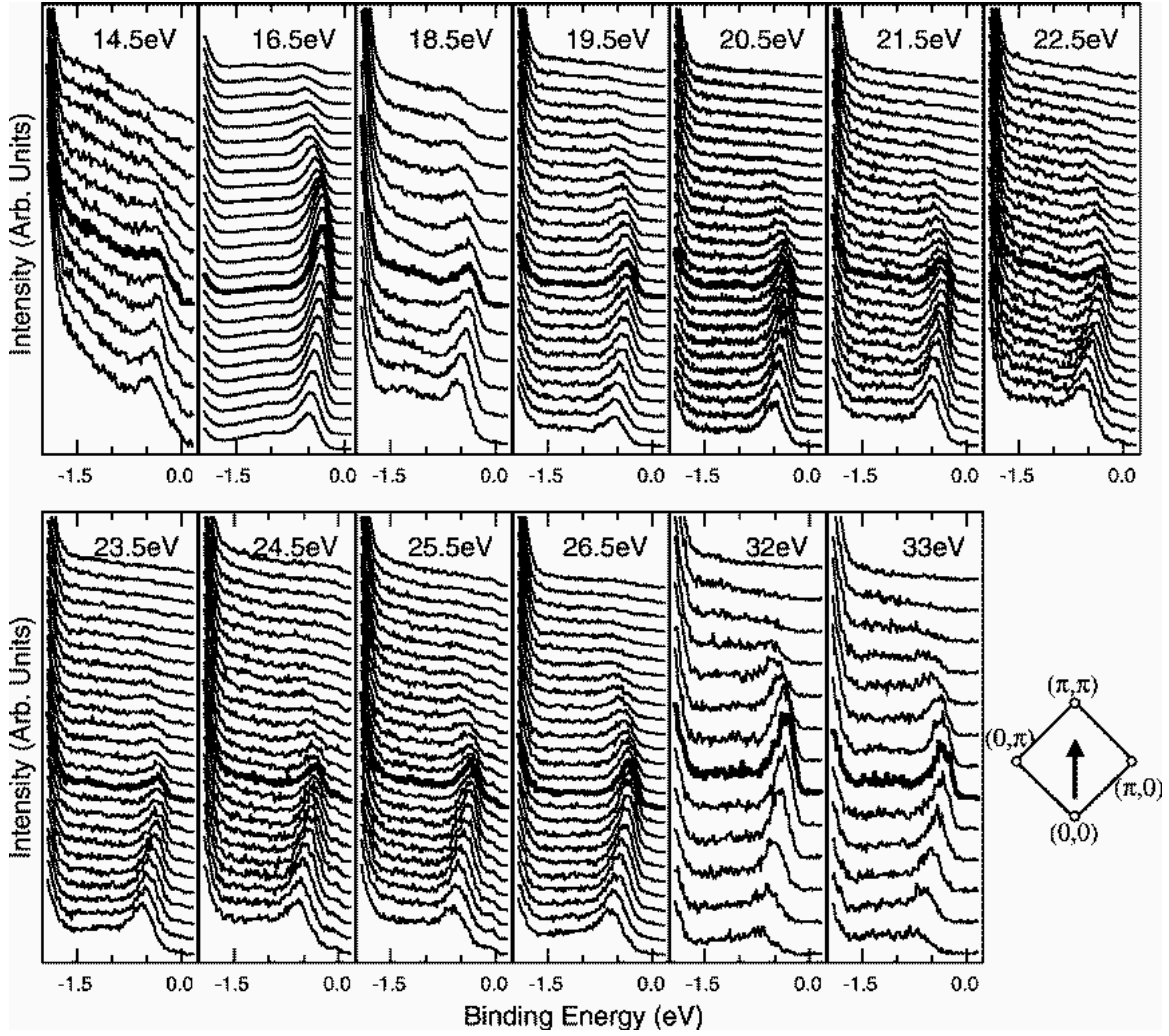 14.5eV 16.5eV 18.5eV 19.5eV 20.5eV 21.5eV 22.5eV
Intensity (Arb. Units)
-1.5 0.0 -1.5 0.0 -1.5 0.0 -1.5 0.0 -1.5 0.0 -1.5 0.0 -1.5 0.0
23.5eV 24.5eV 25.5eV 26.5eV 32eV 33eV
Intensity (Arb. Units)
(π,π)
(0,π)
(π,0)
(0,0)
-1.5 0.0 -1.5 0.0 -1.5 0.0 -1.5 0.0 -1.5 0.0 -1.5 0.0
Binding Energy (eV)